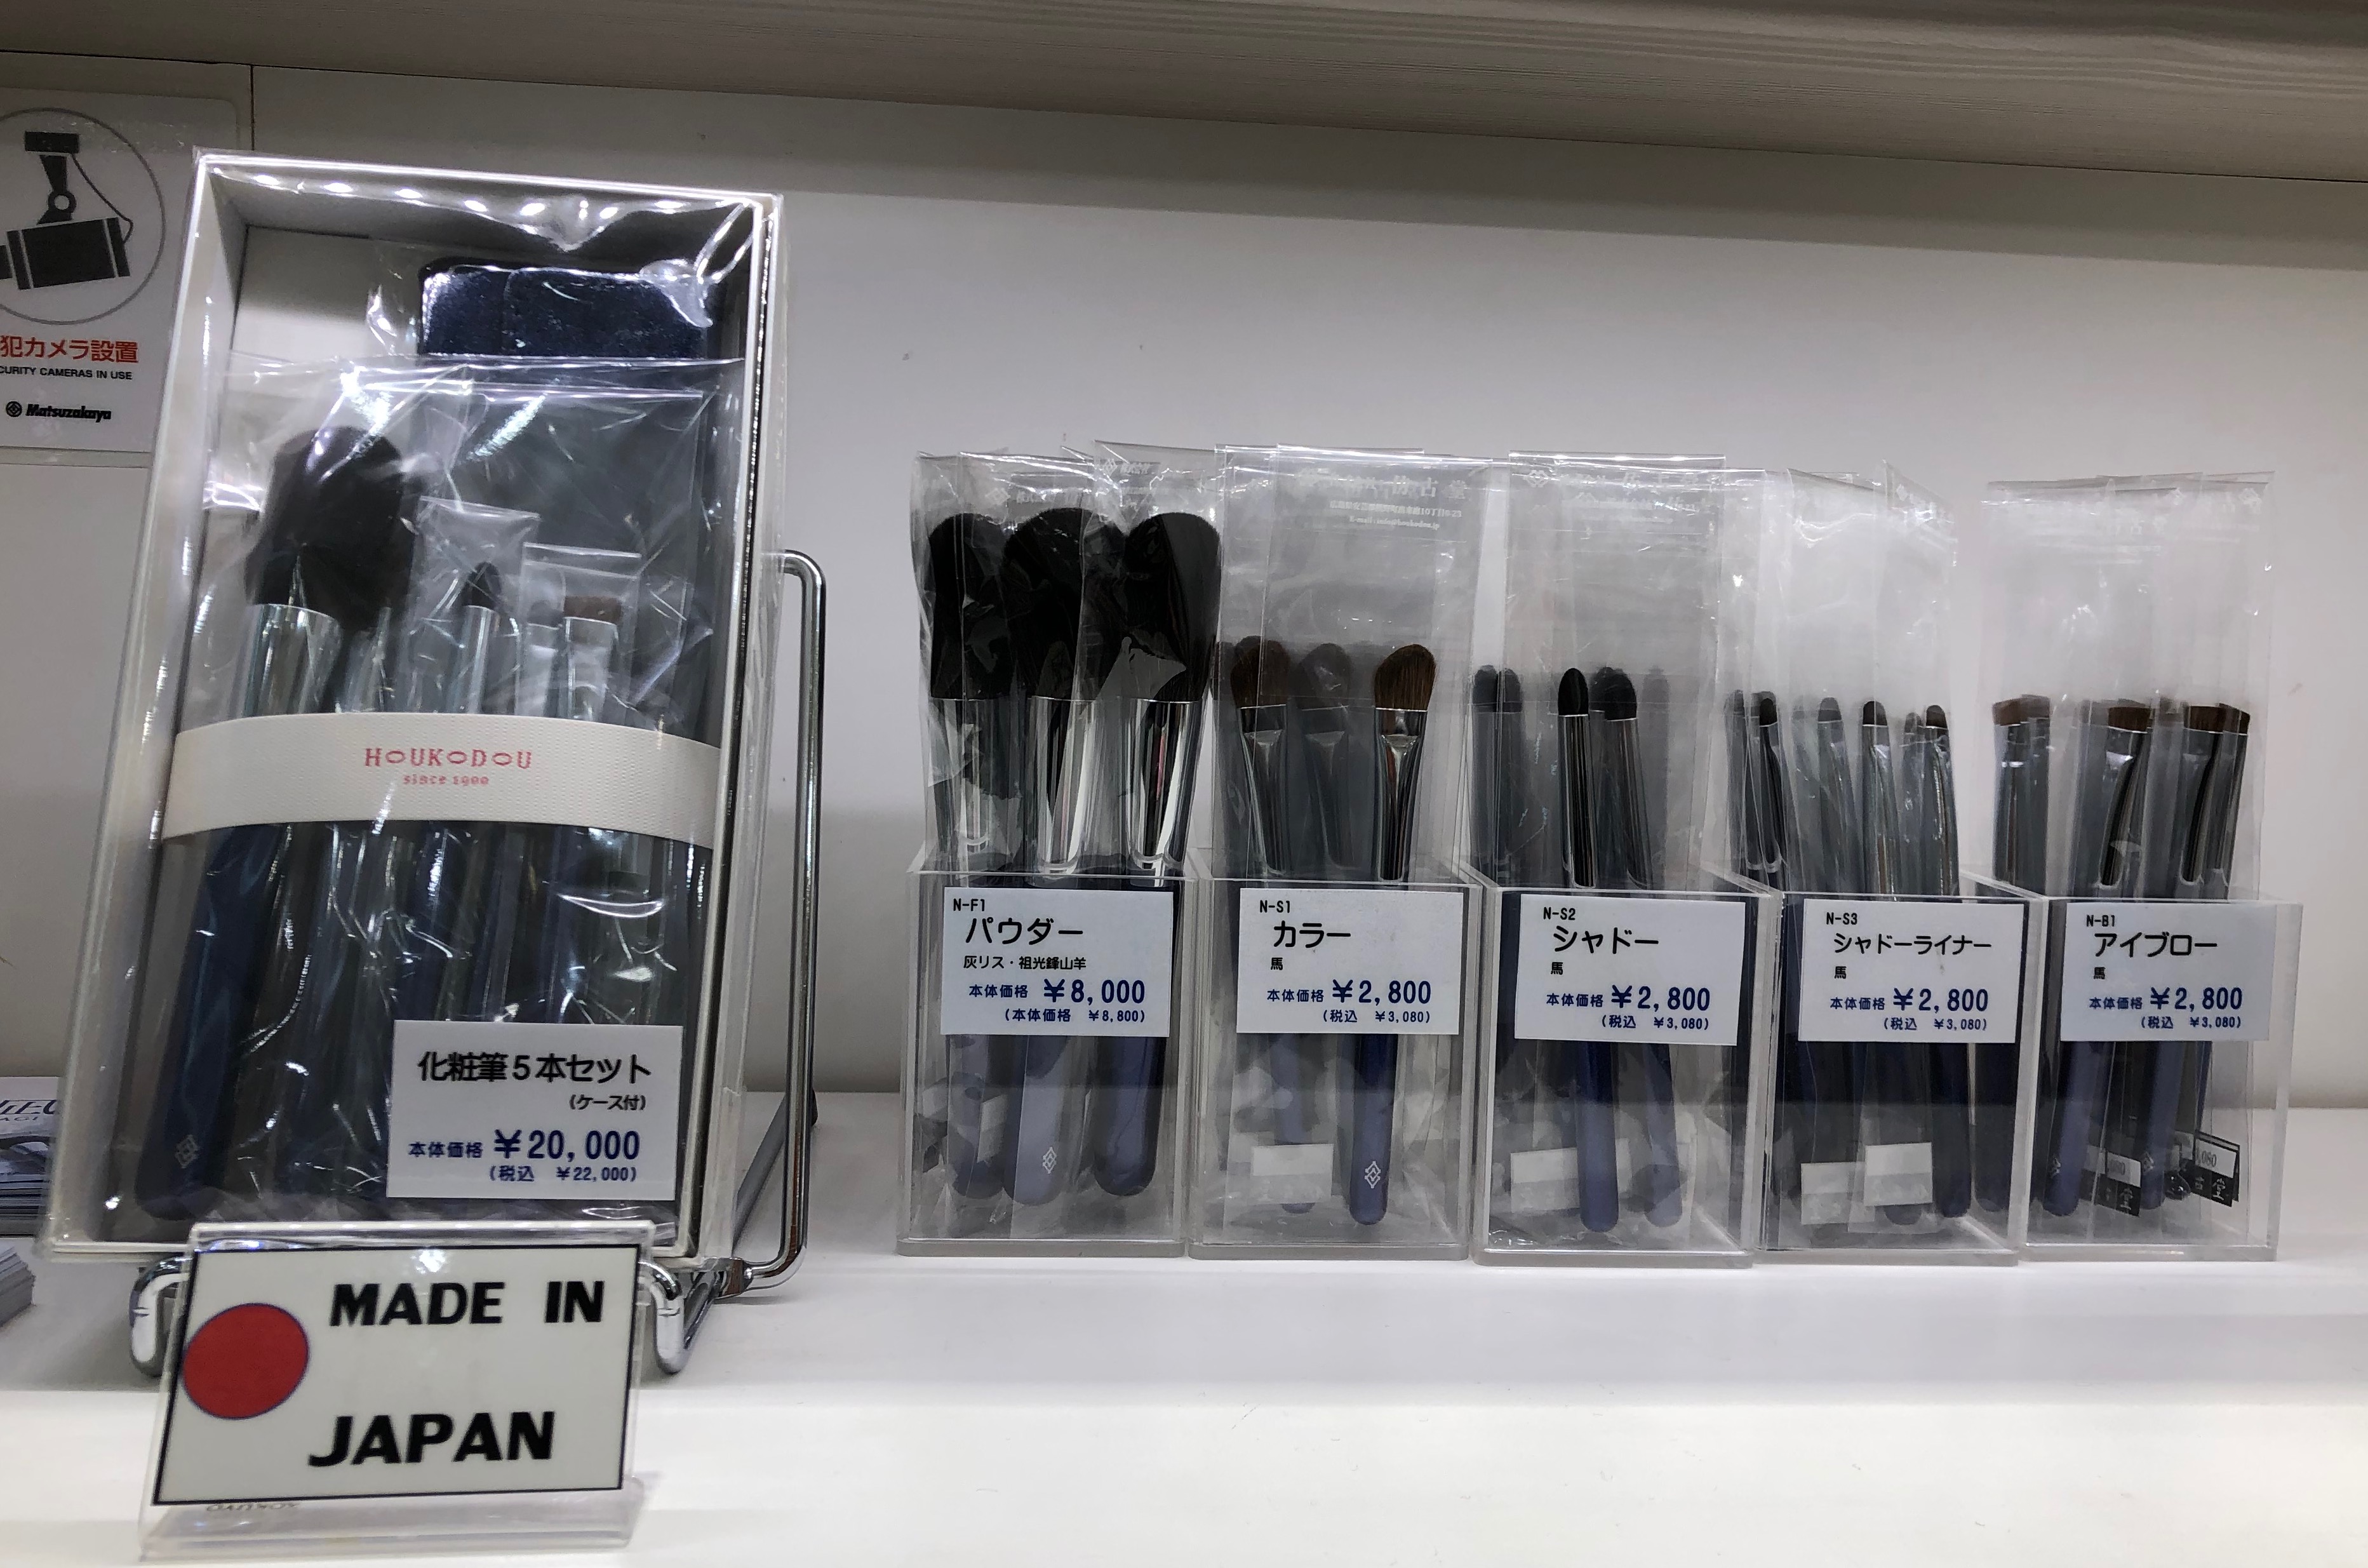 犯カメラ設置
CURITY CAMERAS IN USE
Matsuzakaya
HOUKODOU
since 1900
化粧筆5本セット
(ケース付)
本体価格 ¥20,000
(税込 ¥22,000)
MADE IN
JAPAN
N-F1
パウダー
灰リス・祖光鋒山羊
本体価格 ¥8,000
(本体価格 ¥8,800)
N-S1
カラー
馬
本体価格 ¥2,800
(税込 ¥3,080)
N-S2
シャドー
馬
本体価格 ¥2,800
(税込 ¥3,080)
N-S3
シャドーライナー
馬
本体価格 ¥2,800
(税込 ¥3,080)
N-B1
アイブロー
馬
本体価格 ¥2,800
(税込 ¥3,080)